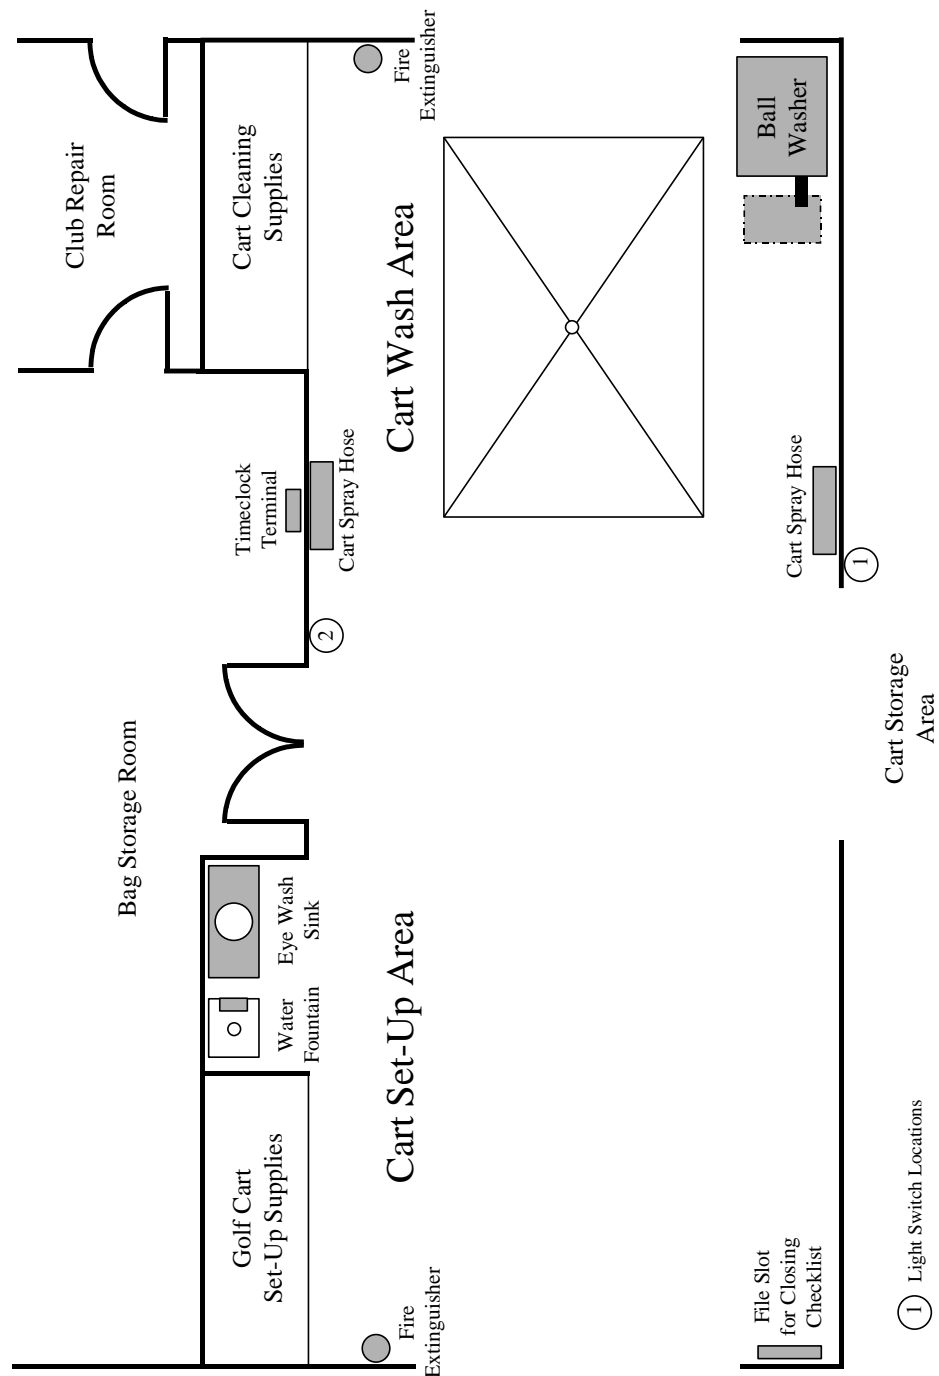 Club Repair
Room
Bag Storage Room
Golf Cart
Set-Up Supplies
Water
Fountain
Eye Wash
Sink
Timeclock
Terminal
Cart Cleaning
Supplies
2
Cart Spray Hose
Fire
Extinguisher
Cart Set-Up Area
Cart Wash Area
Fire
Extinguisher
File Slot
for Closing
Checklist
Cart Spray Hose
Ball
Washer
1
Cart Storage
Area
1 Light Switch Locations